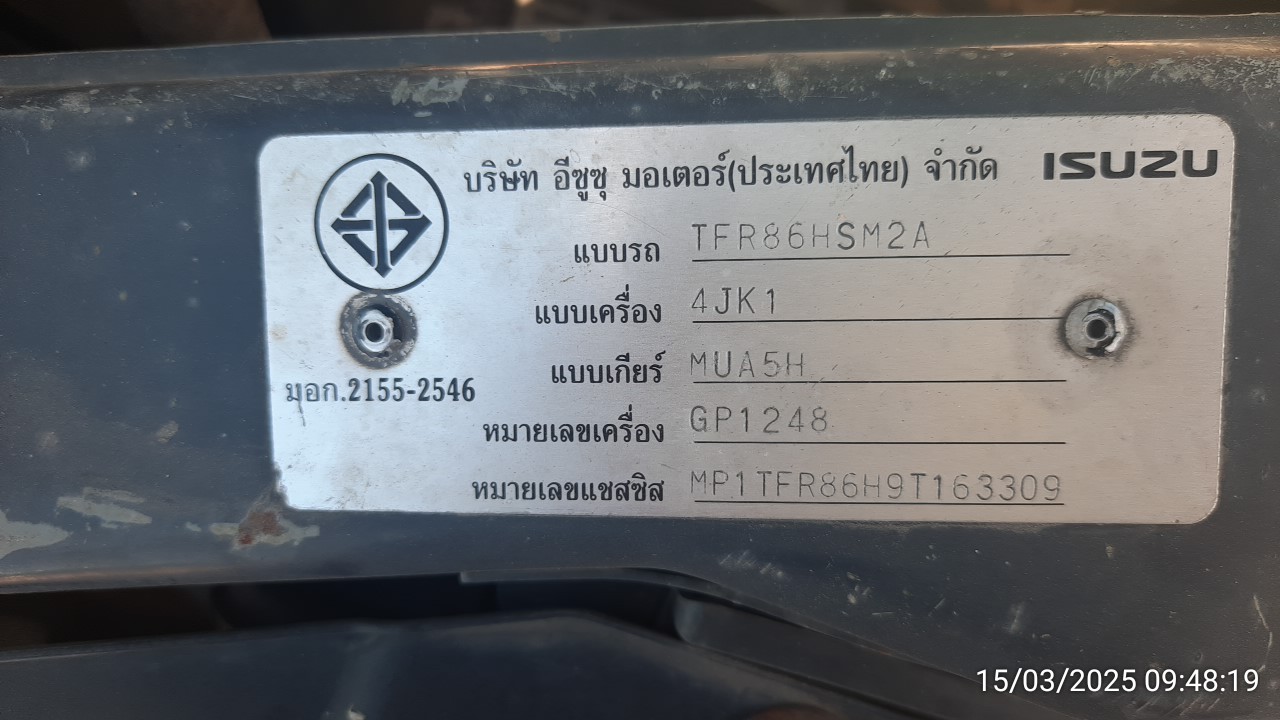 บริษัท อีซูซุ มอเตอร์(ประเทศไทย) จำกัด ISUZU
แบบรถ TFR86HSM2A
แบบเครื่อง 4JK1
แบบเกียร์ MUA5H
มอก.2155-2546
หมายเลขเครื่อง GP1248
หมายเลขแชสซิส MP1TFR86H9T163309
15/03/2025 09:48:19